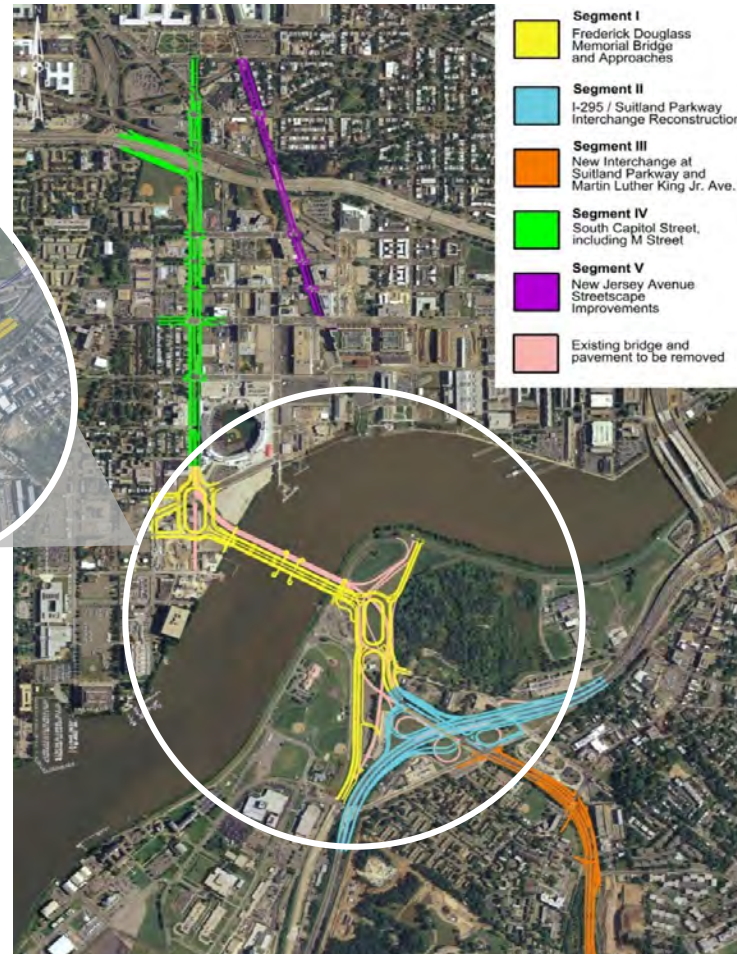 Segment I
Frederick Douglass
Memorial Bridge
and Approaches
Segment II
I-295 / Suitland Parkway
Interchange Reconstruction
Segment III
New Interchange at
Suitland Parkway and
Martin Luther King Jr. Ave.
Segment IV
South Capitol Street,
including M Street
Segment V
New Jersey Avenue
Streetscape
Improvements
Existing bridge and
pavement to be removed